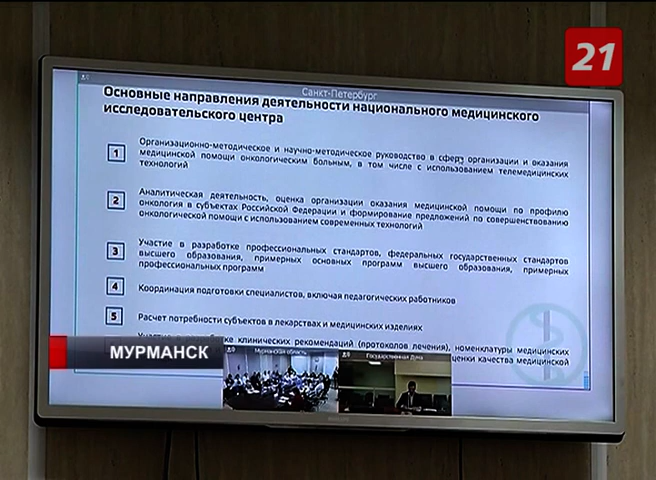 21
Санкт-Петербург
Основные направления деятельности национального медицинского
исследовательского центра
1
Организационно-методическое и научно-методическое руководство в сфере организации и оказания
медицинской помощи онкологическим больным, в том числе с использованием телемедицинских
технологий
2
Аналитическая деятельность, оценка организации оказания медицинской помощи по профилю
онкология в субъектах Российской Федерации и формирование предложений по совершенствованию
онкологической помощи с использованием современных технологий
3
Участие в разработке профессиональных стандартов, федеральных государственных стандартов
высшего образования, примерных основных программ высшего образования, примерных
профессиональных программ
4
Координация подготовки специалистов, включая педагогических работников
5
Расчет потребности субъектов в лекарствах и медицинских изделиях
клинических рекомендаций (протоколов лечения), номенклатуры медицинских
качества медицинской
МУРМАНСК
Мурманская область
Государственная Дума